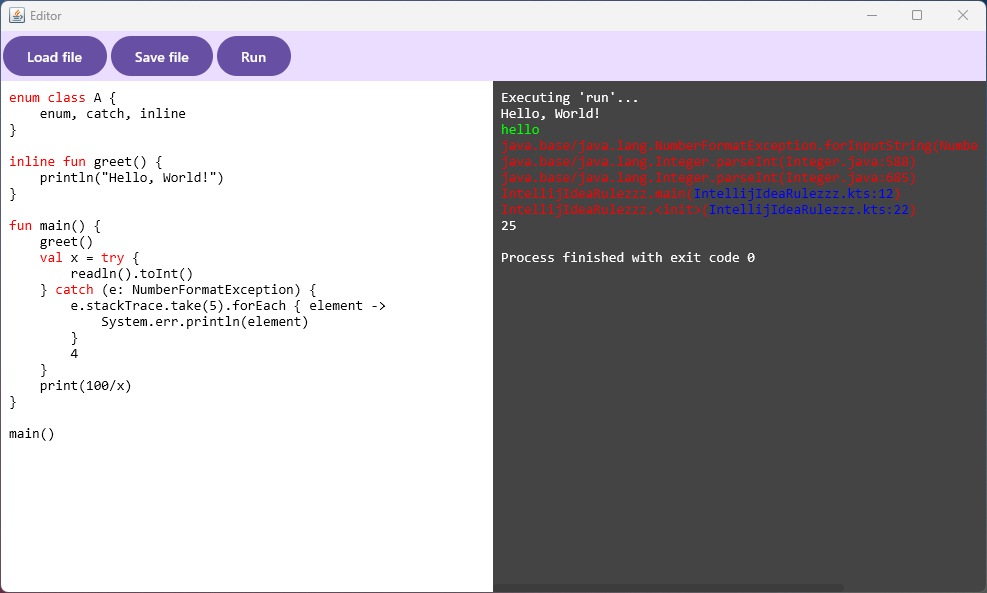 Editor
Load file Save file Run
enum class A {
    enum, catch, inline
}
inline fun greet() {
    println("Hello, World!")
}
fun main() {
    greet()
    val x = try {
        readln().toInt()
    } catch (e: NumberFormatException) {
        e.stackTrace.take(5).forEach { element ->
            System.err.println(element)
        }
        4
    }
    print(100/x)
}
main()
Executing 'run'...
Hello, World!
hello
java.base/java.lang.NumberFormatException.forInputString(Numbe
java.base/java.lang.Integer.parseInt(Integer.java:588)
java.base/java.lang.Integer.parseInt(Integer.java:685)
IntellijIdeaRulezzz.main(IntellijIdeaRulezzz.kts:12)
IntellijIdeaRulezzz.<init>(IntellijIdeaRulezzz.kts:22)
25
Process finished with exit code 0